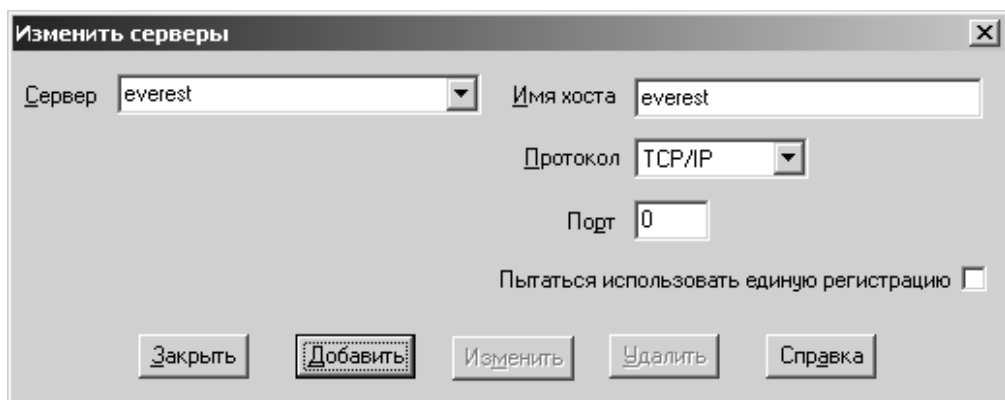 Изменить серверы
Сервер everest Имя хоста everest
Протокол TCP/IP
Порт 0
Пытаться использовать единую регистрацию
Закрыть Добавить Изменить Удалить Справка